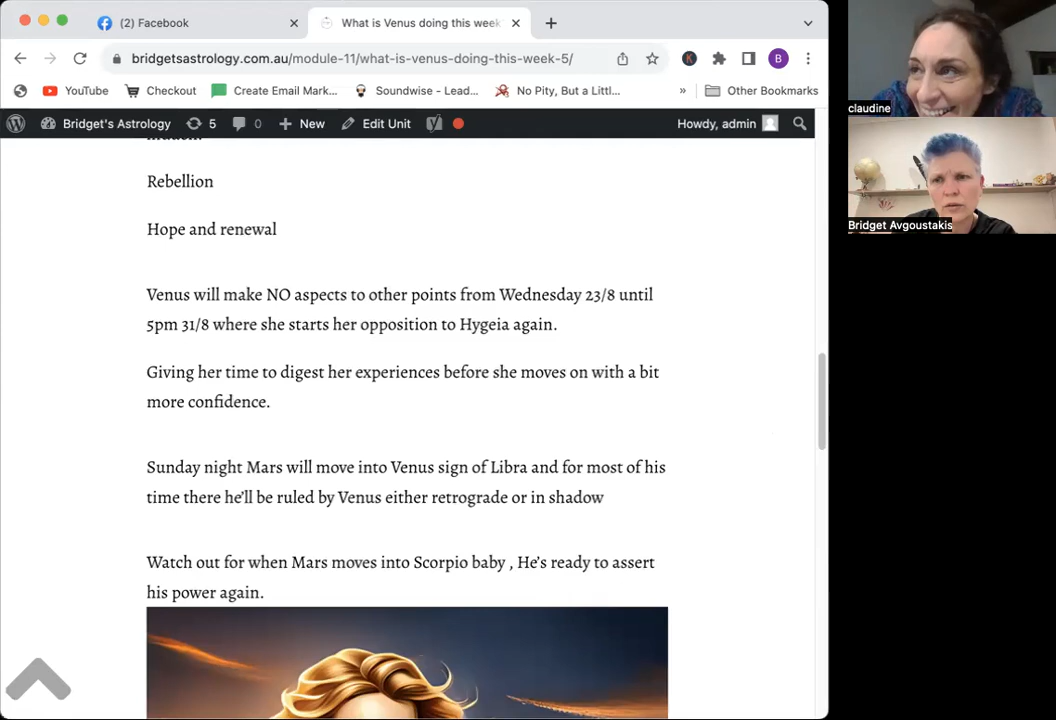 (2) Facebook
What is Venus doing this week
bridgetsastrology.com.au/module-11/what-is-venus-doing-this-week-5/
K
B
YouTube
Checkout
Create Email Mark...
Soundwise - Lead...
No Pity, But a Littl...
»
Other Bookmarks
Bridget's Astrology
5
0
New
Edit Unit
Howdy, admin
Rebellion
Hope and renewal
Venus will make NO aspects to other points from Wednesday 23/8 until
5pm 31/8 where she starts her opposition to Hygeia again.
Giving her time to digest her experiences before she moves on with a bit
more confidence.
Sunday night Mars will move into Venus sign of Libra and for most of his
time there he'll be ruled by Venus either retrograde or in shadow
Watch out for when Mars moves into Scorpio baby , He's ready to assert
his power again.
claudine
Bridget Avgoustakis